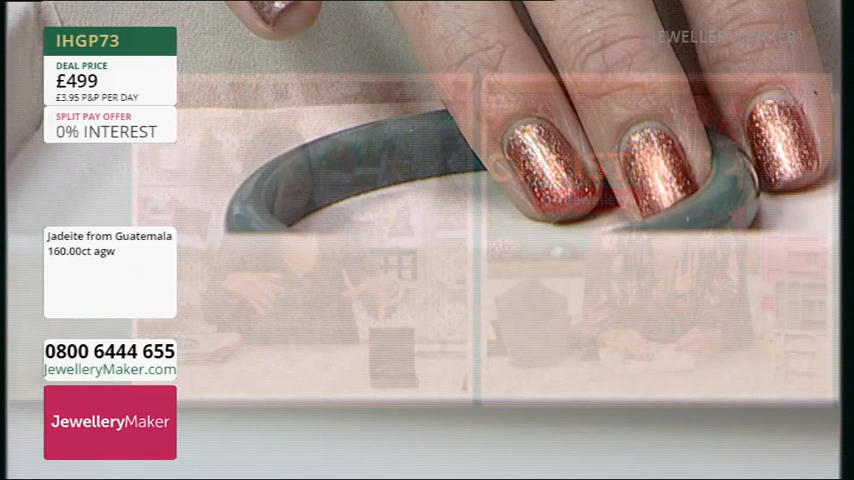 IHGP73
DEAL PRICE
£499
£3.95 P&P PER DAY
SPLIT PAY OFFER
0% INTEREST
Jadeite from Guatemala
160.00ct agw
0800 6444 655
JewelleryMaker.com
JewelleryMaker
JEWELLERYMAKER